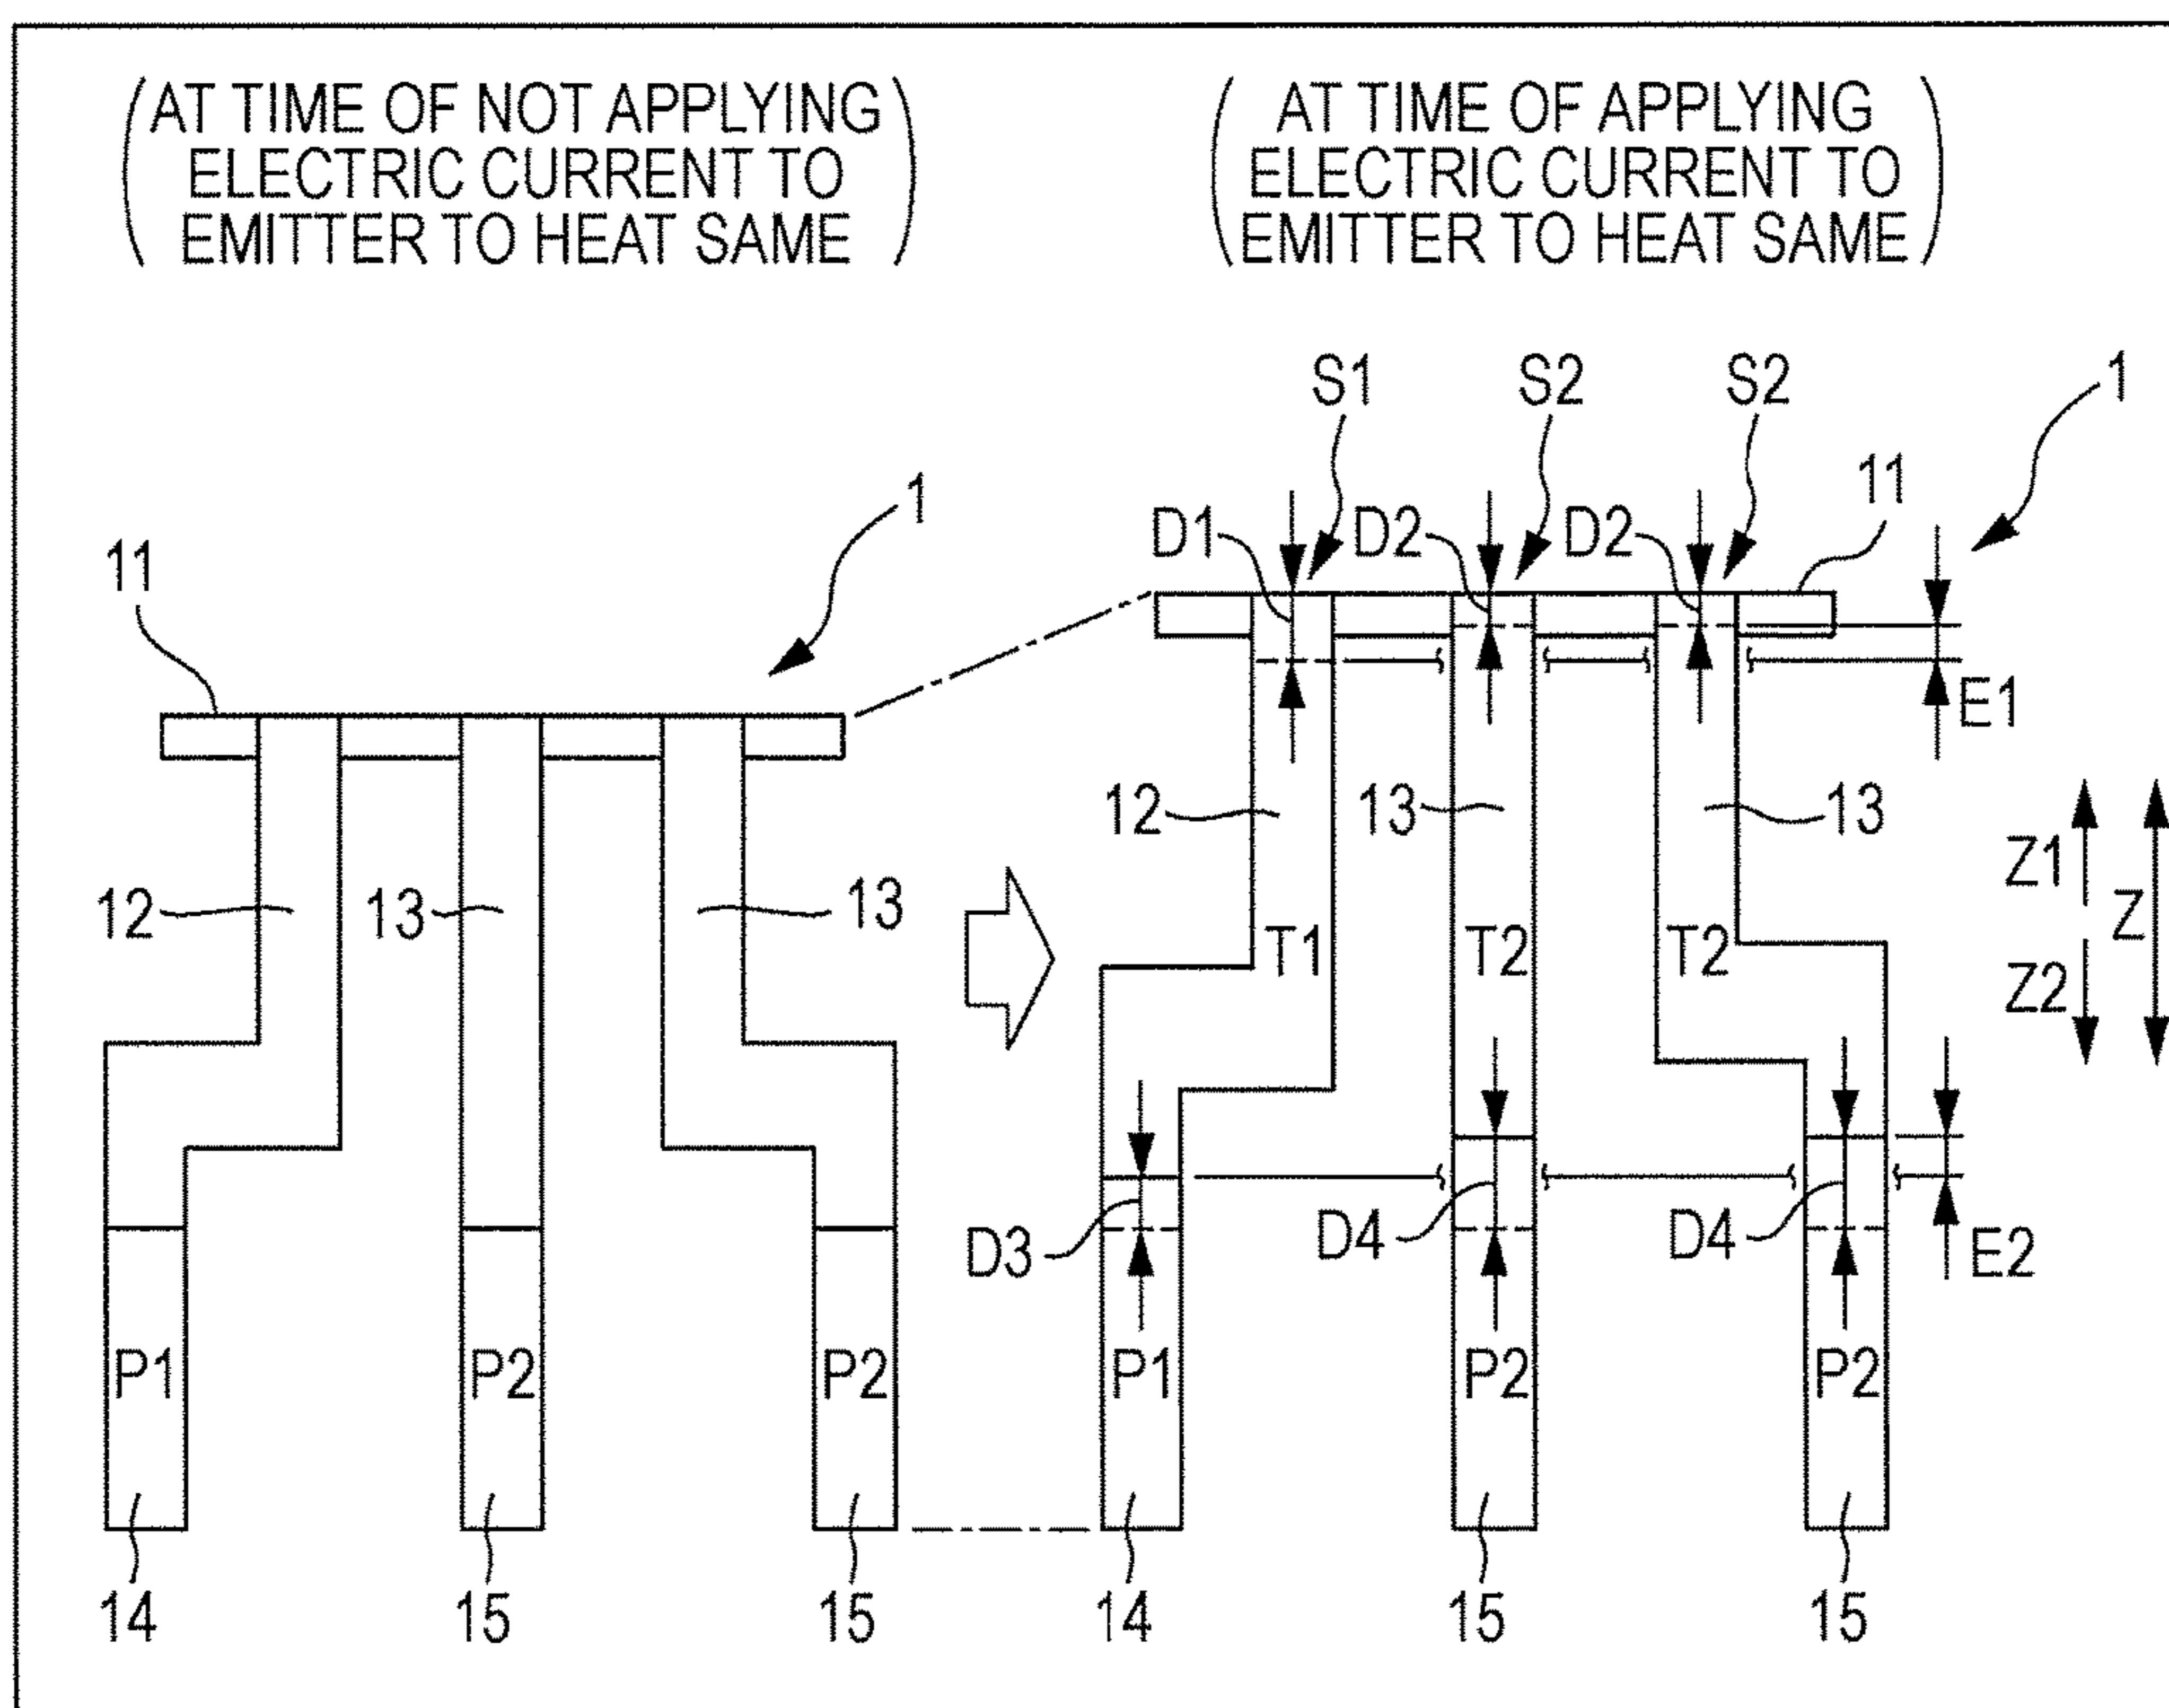 AT TIME OF NOT APPLYING
ELECTRIC CURRENT TO
EMITTER TO HEAT SAME
AT TIME OF APPLYING
ELECTRIC CURRENT TO
EMITTER TO HEAT SAME
S1 S2 S2 1
1 11
D1 D2 D2
11
E1
12 13 13
Z1
12 13 13
T1 T2 T2 Z
Z2
D3 D4 D4 E2
P1 P2 P2 P1 P2 P2
14 15 15 14 15 15